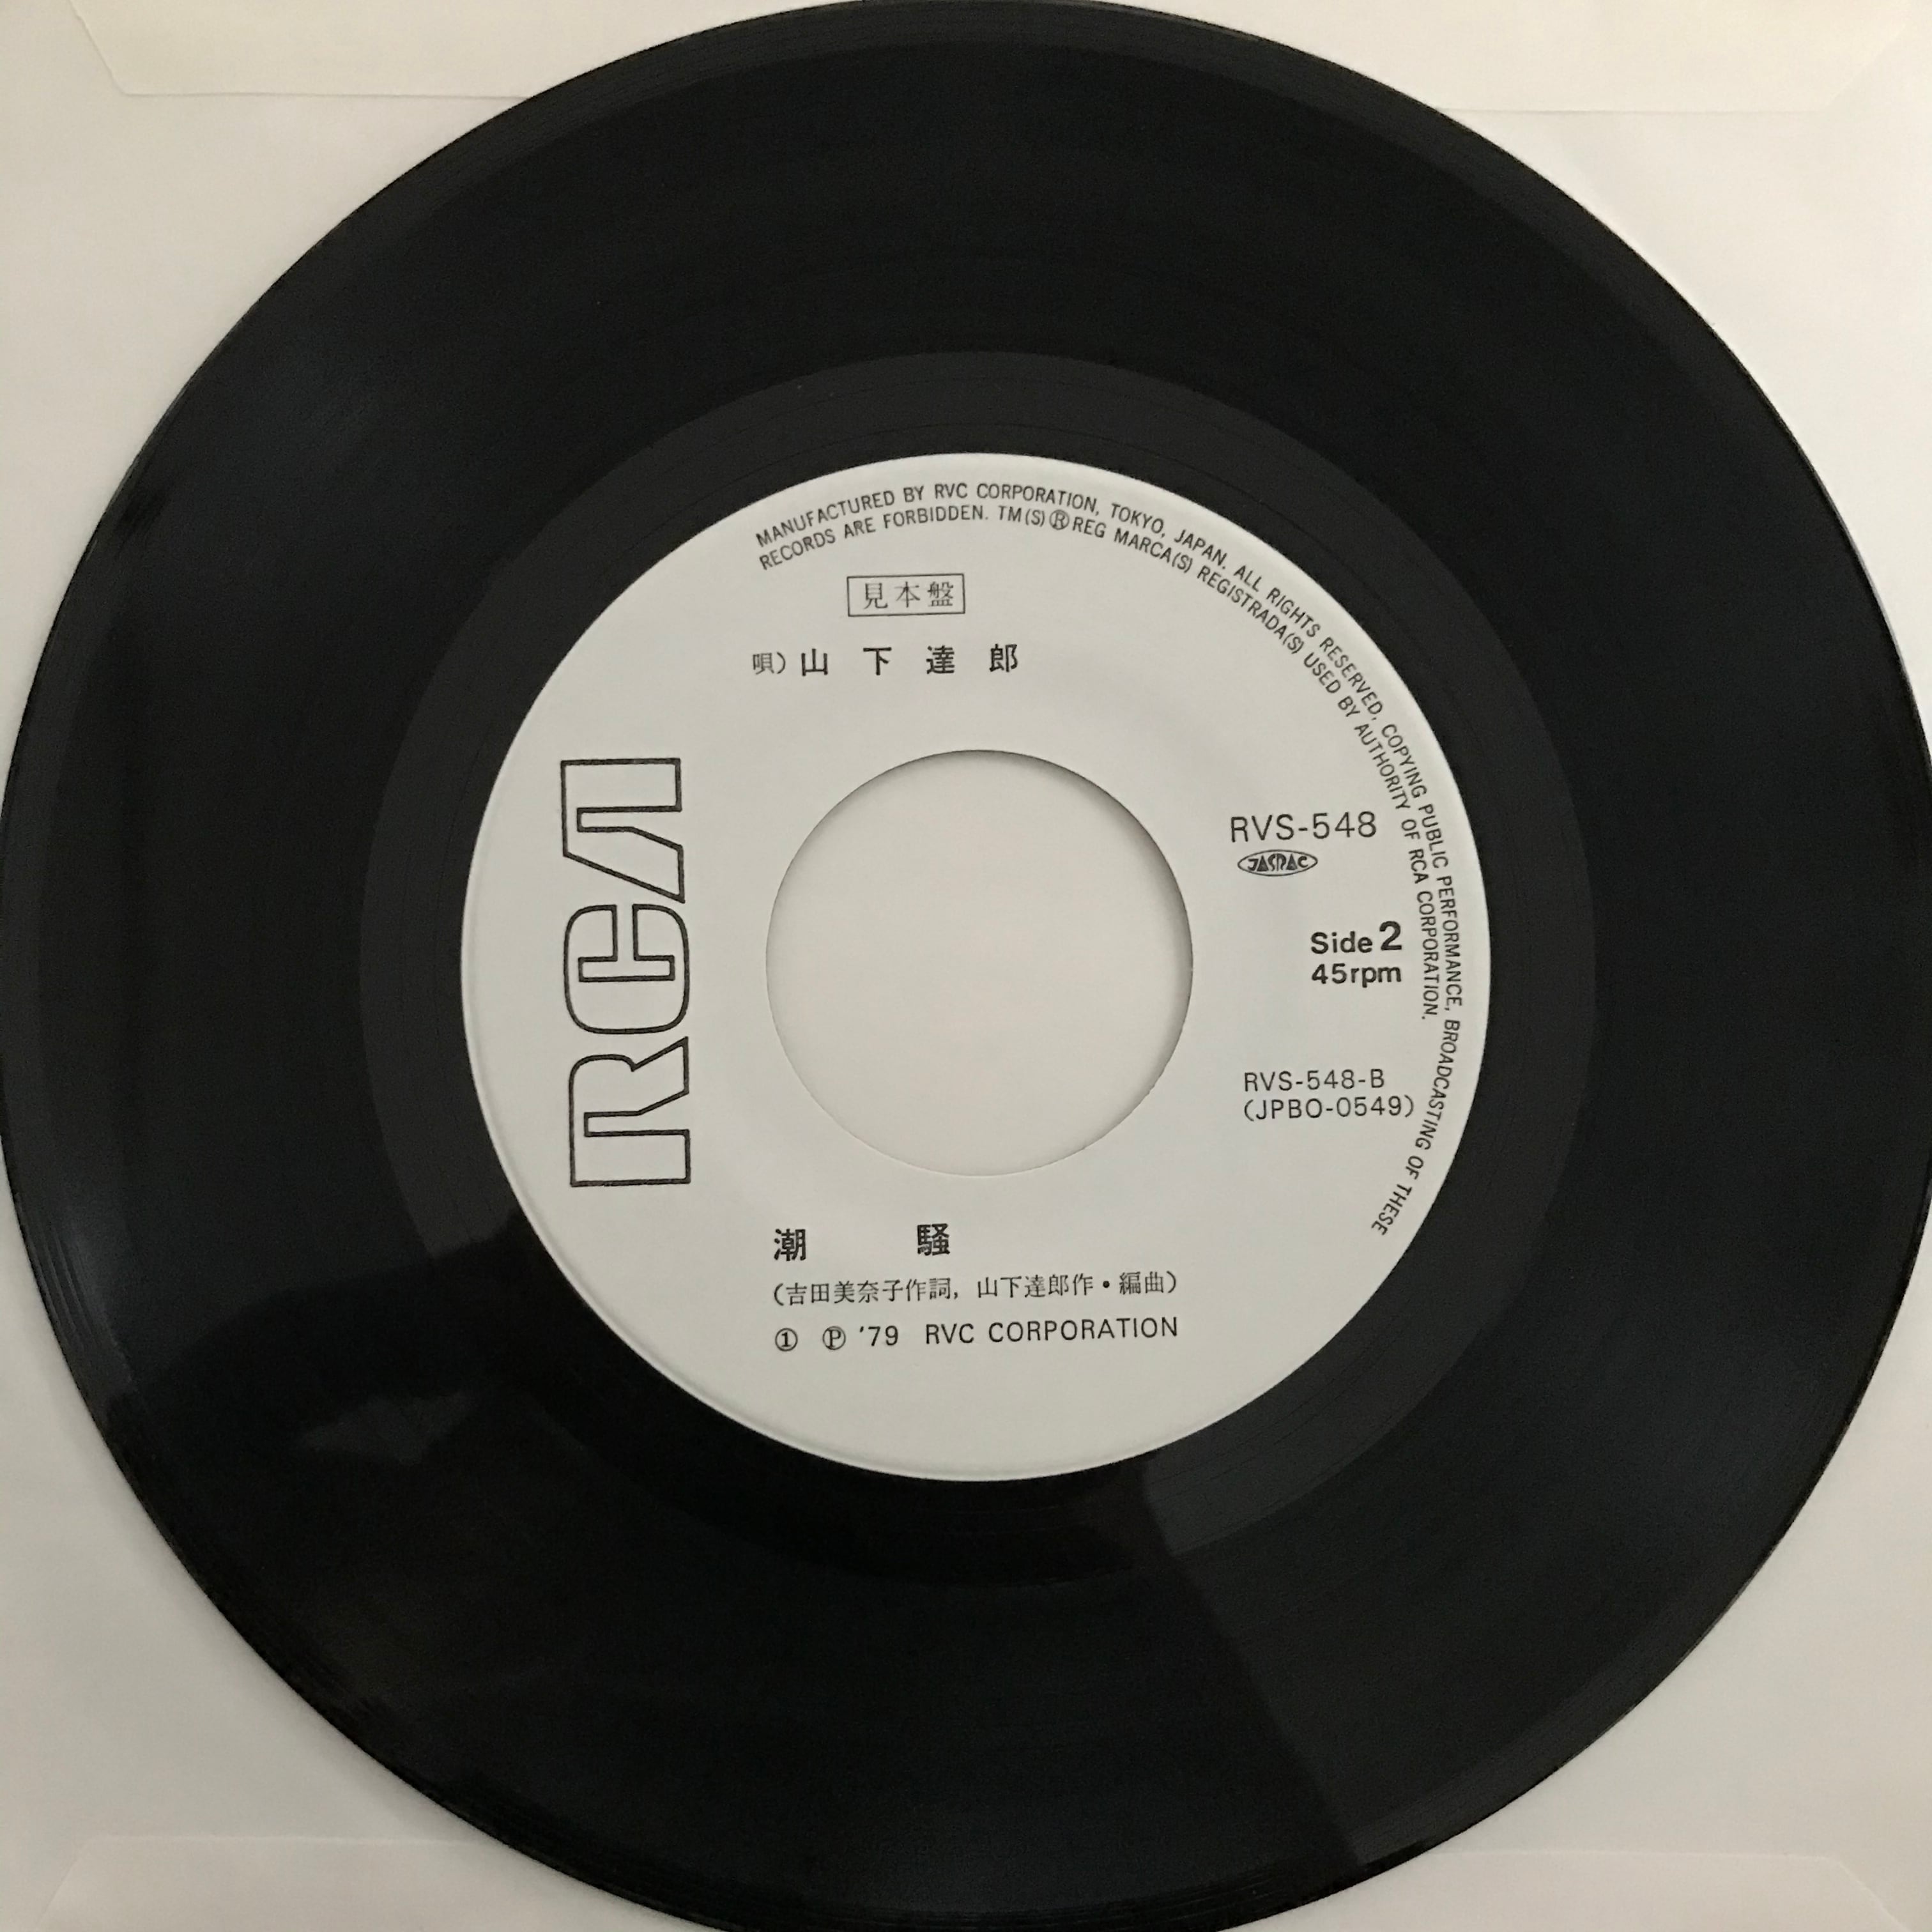 MANUFACTURED BY RVC CORPORATION, TOKYO, JAPAN. ALL RIGHTS RESERVED, COPYING PUBLIC PERFORMANCE, BROADCASTING OF THESE
RECORDS ARE FORBIDDEN. TM(S)®REG MARCA(S) REGISTRADA(S) USED BY AUTHORITY OF RCA CORPORATION.
見本盤
唄)山下達郎
RCA
RVS-548
JASRAC
Side 2
45rpm
RVS-548-B
(JPBO-0549)
潮騒
(吉田美奈子作詞, 山下達郎作・編曲)
① ℗ '79 RVC CORPORATION